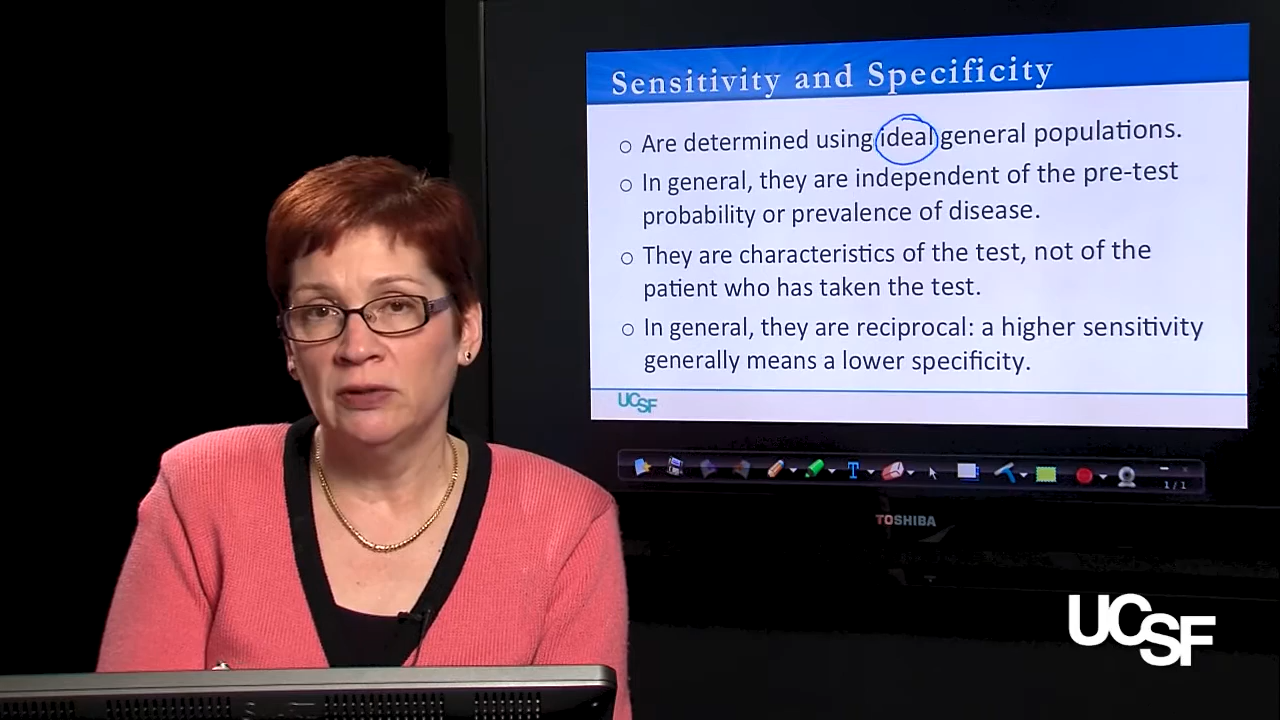 Sensitivity and Specificity
○ Are determined using ideal general populations.
○ In general, they are independent of the pre-test
probability or prevalence of disease.
○ They are characteristics of the test, not of the
patient who has taken the test.
○ In general, they are reciprocal: a higher sensitivity
generally means a lower specificity.
UCSF
T
1/1
TOSHIBA
UCSF